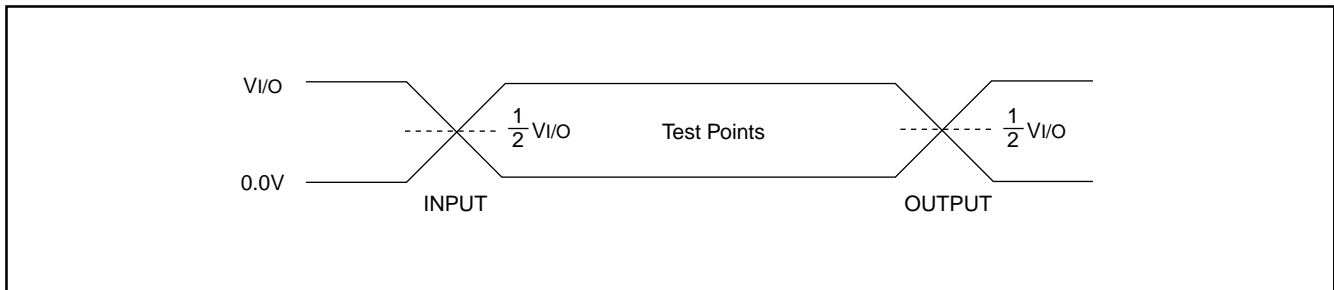 VI/O
1/2 VI/O
Test Points
1/2 VI/O
0.0V
INPUT
OUTPUT